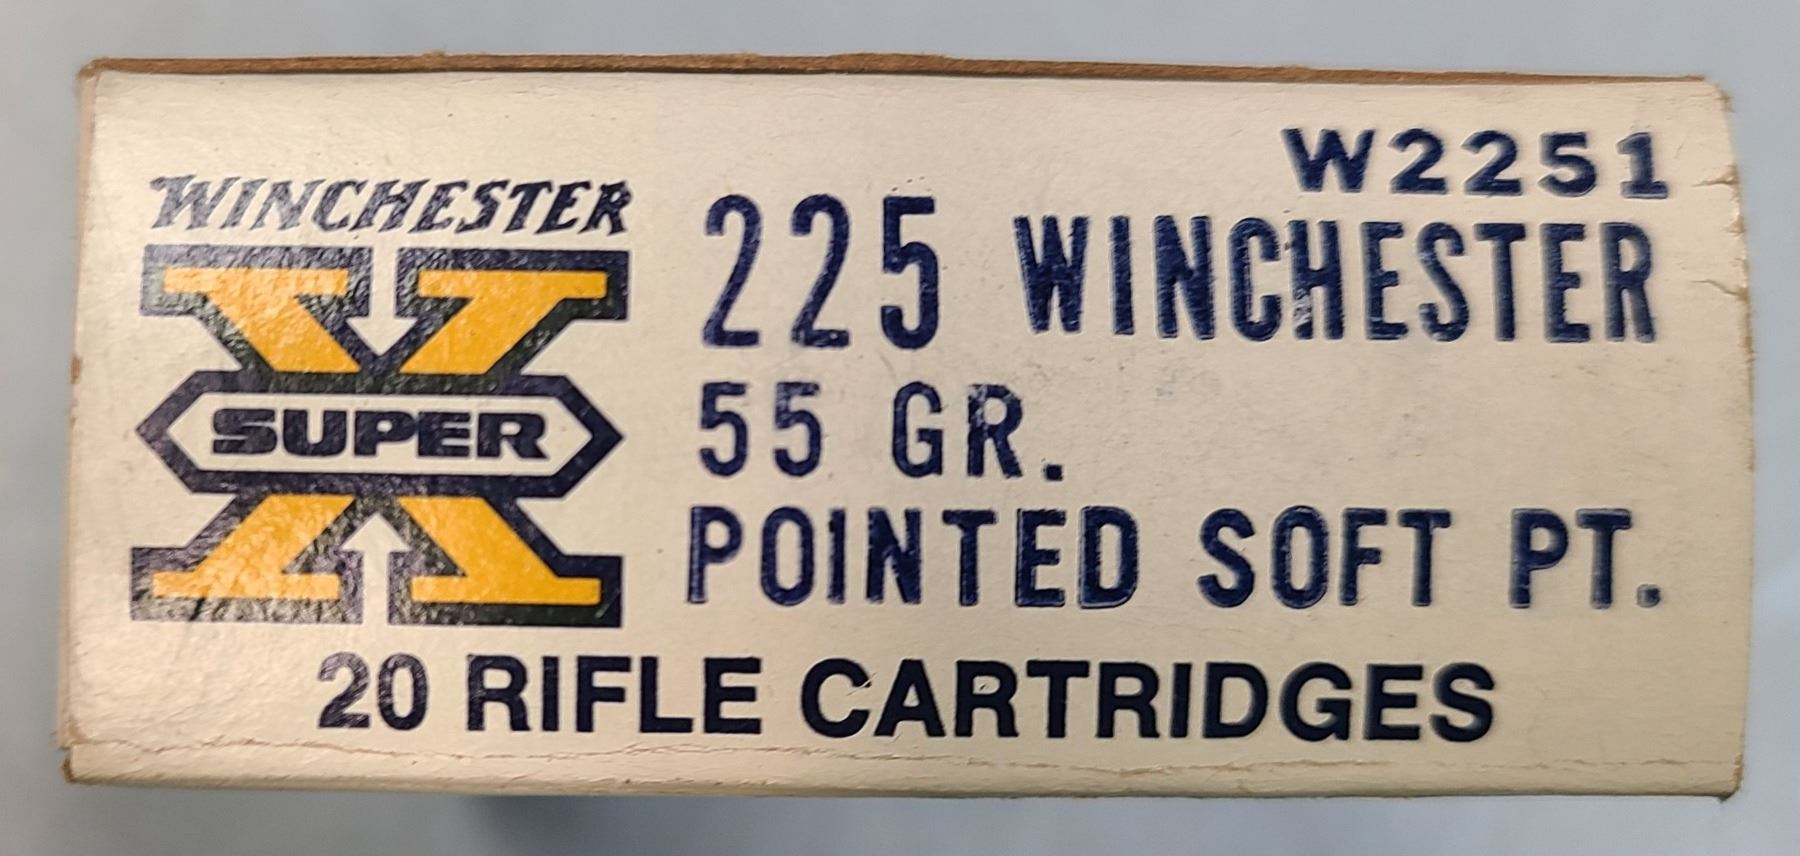 W2251
WINCHESTER
SUPER X
225 WINCHESTER
55 GR.
POINTED SOFT PT.
20 RIFLE CARTRIDGES